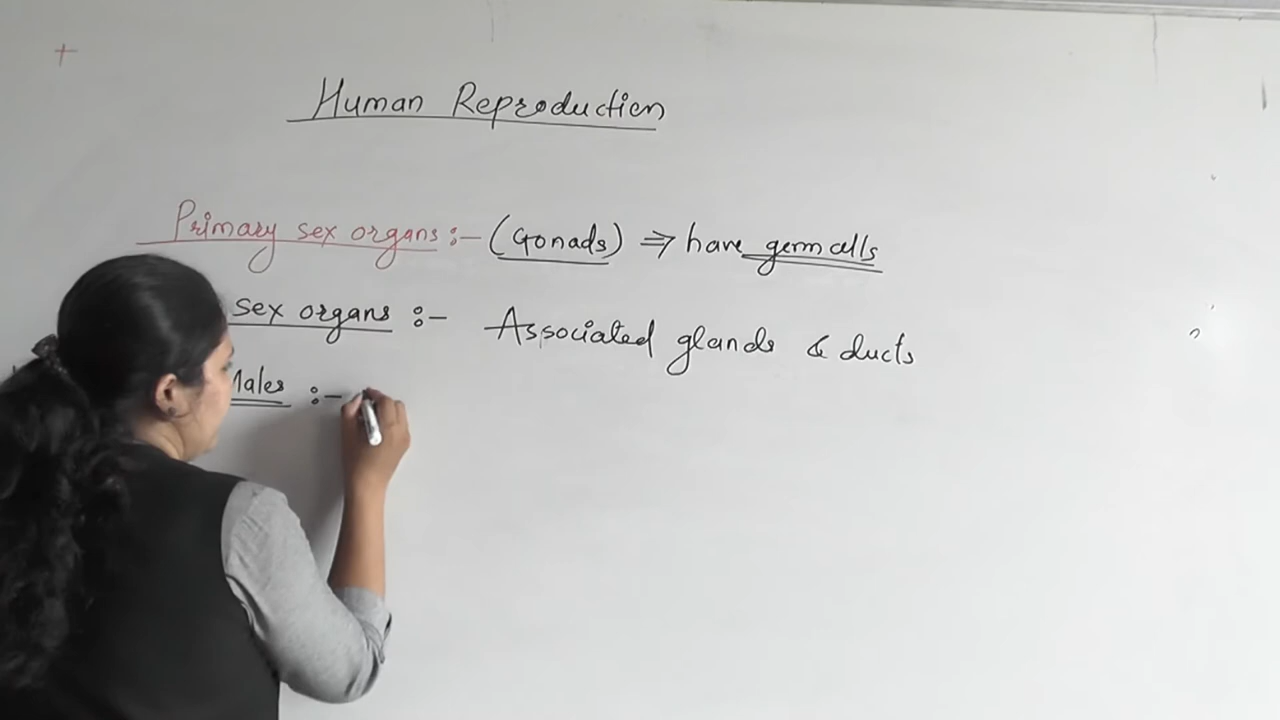 Human Reproduction
Primary sex organs :- (Gonads) ⇒ have germ cells
sex organs :- Associated glands & ducts
Males :-